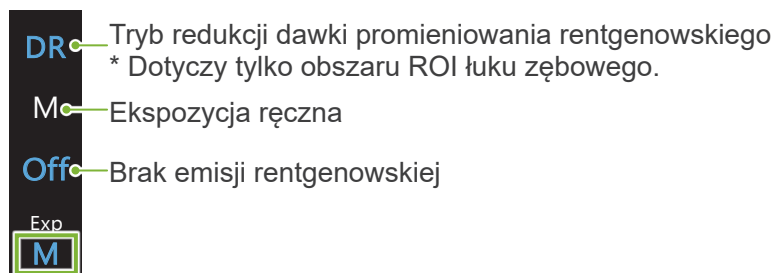 DR Tryb redukcji dawki promieniowania rentgenowskiego
* Dotyczy tylko obszaru ROI łuku zębowego.
M Ekspozycja ręczna
Off Brak emisji rentgenowskiej
Exp
M